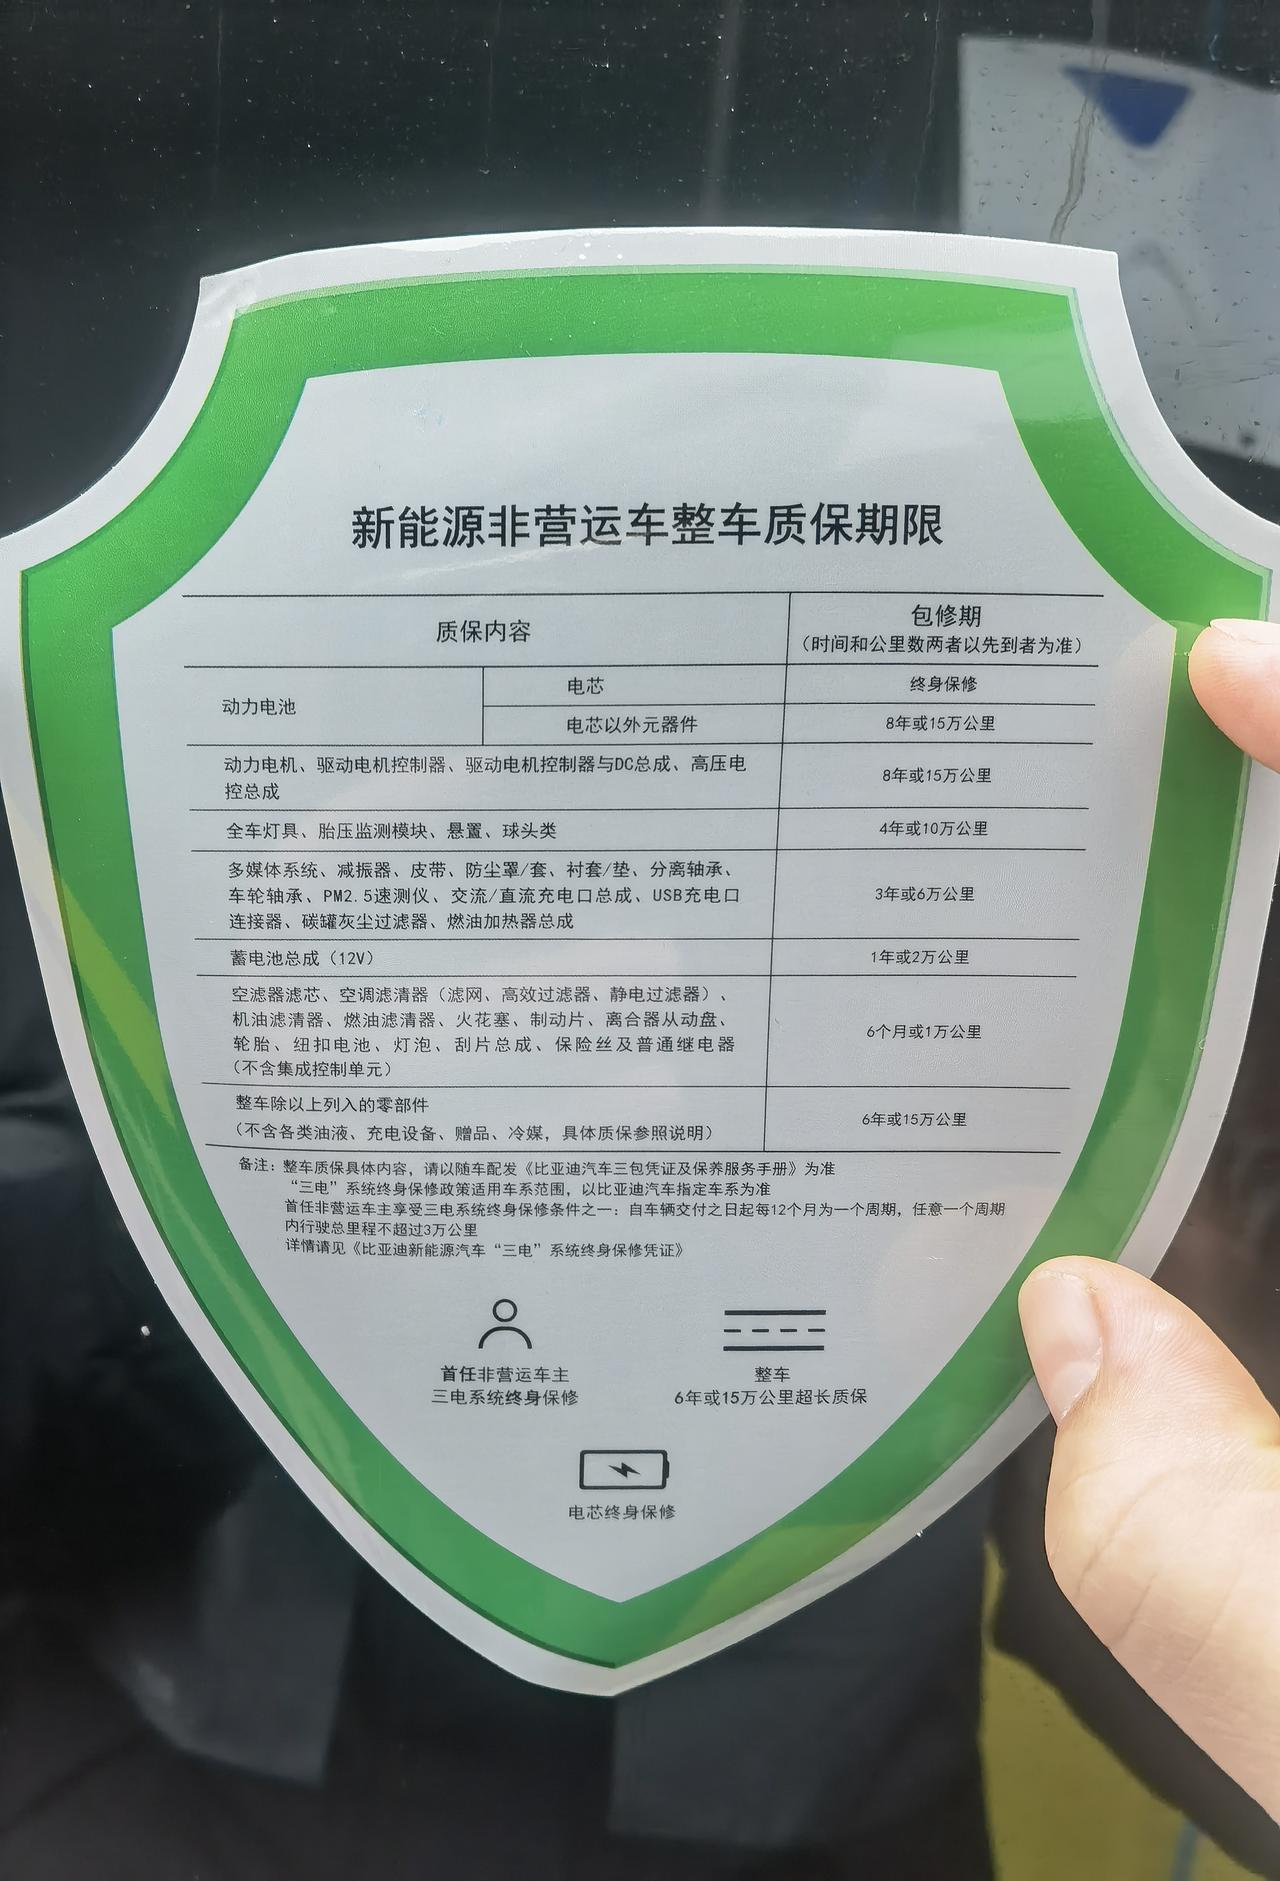 新能源非营运车整车质保期限
质保内容
包修期
（时间和公里数两者以先到者为准）
动力电池
电芯
终身保修
电芯以外元器件
8年或15万公里
动力电机、驱动电机控制器、驱动电机控制器与DC总成、高压电
控总成
8年或15万公里
全车灯具、胎压监测模块、悬置、球头类
4年或10万公里
多媒体系统、减振器、皮带、防尘罩/套、衬套/垫、分离轴承、
车轮轴承、PM2.5速测仪、交流/直流充电口总成、USB充电口
连接器、碳罐灰尘过滤器、燃油加热器总成
3年或6万公里
蓄电池总成（12V）
1年或2万公里
空滤器滤芯、空调滤清器（滤网、高效过滤器、静电过滤器）、
机油滤清器、燃油滤清器、火花塞、制动片、离合器从动盘、
轮胎、纽扣电池、灯泡、刮片总成、保险丝及普通继电器
（不含集成控制单元）
6个月或1万公里
整车除以上列入的零部件
（不含各类油液、充电设备、赠品、冷媒，具体质保参照说明）
6年或15万公里
备注：整车质保具体内容，请以随车配发《比亚迪汽车三包凭证及保养服务手册》为准
“三电”系统终身保修政策适用车系范围，以比亚迪汽车指定车系为准
首任非营运车主享受三电系统终身保修条件之一：自车辆交付之日起每12个月为一个周期，任意一个周期
内行驶总里程不超过3万公里
详情请见《比亚迪新能源汽车“三电”系统终身保修凭证》
首任非营运车主
三电系统终身保修
整车
6年或15万公里超长质保
电芯终身保修